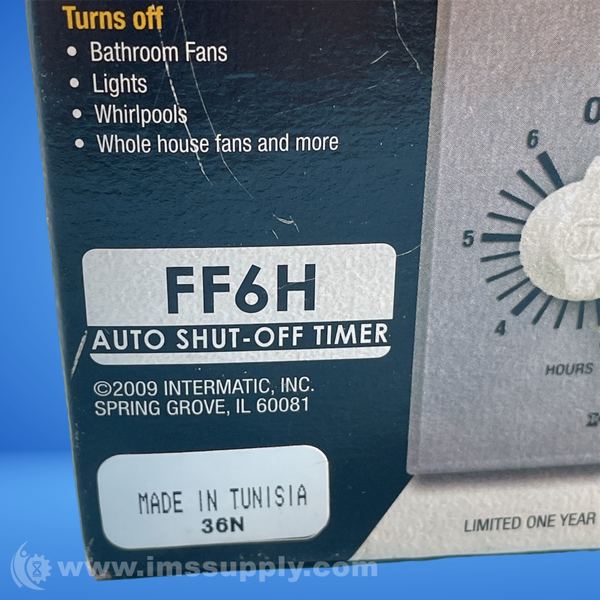 Turns off
• Bathroom Fans
• Lights
• Whirlpools
• Whole house fans and more
0
6
5
4
HOURS
FF6H
AUTO SHUT-OFF TIMER
©2009 INTERMATIC, INC.
SPRING GROVE, IL 60081
MADE IN TUNISIA
36N
LIMITED ONE YEAR
www.imssupply.com